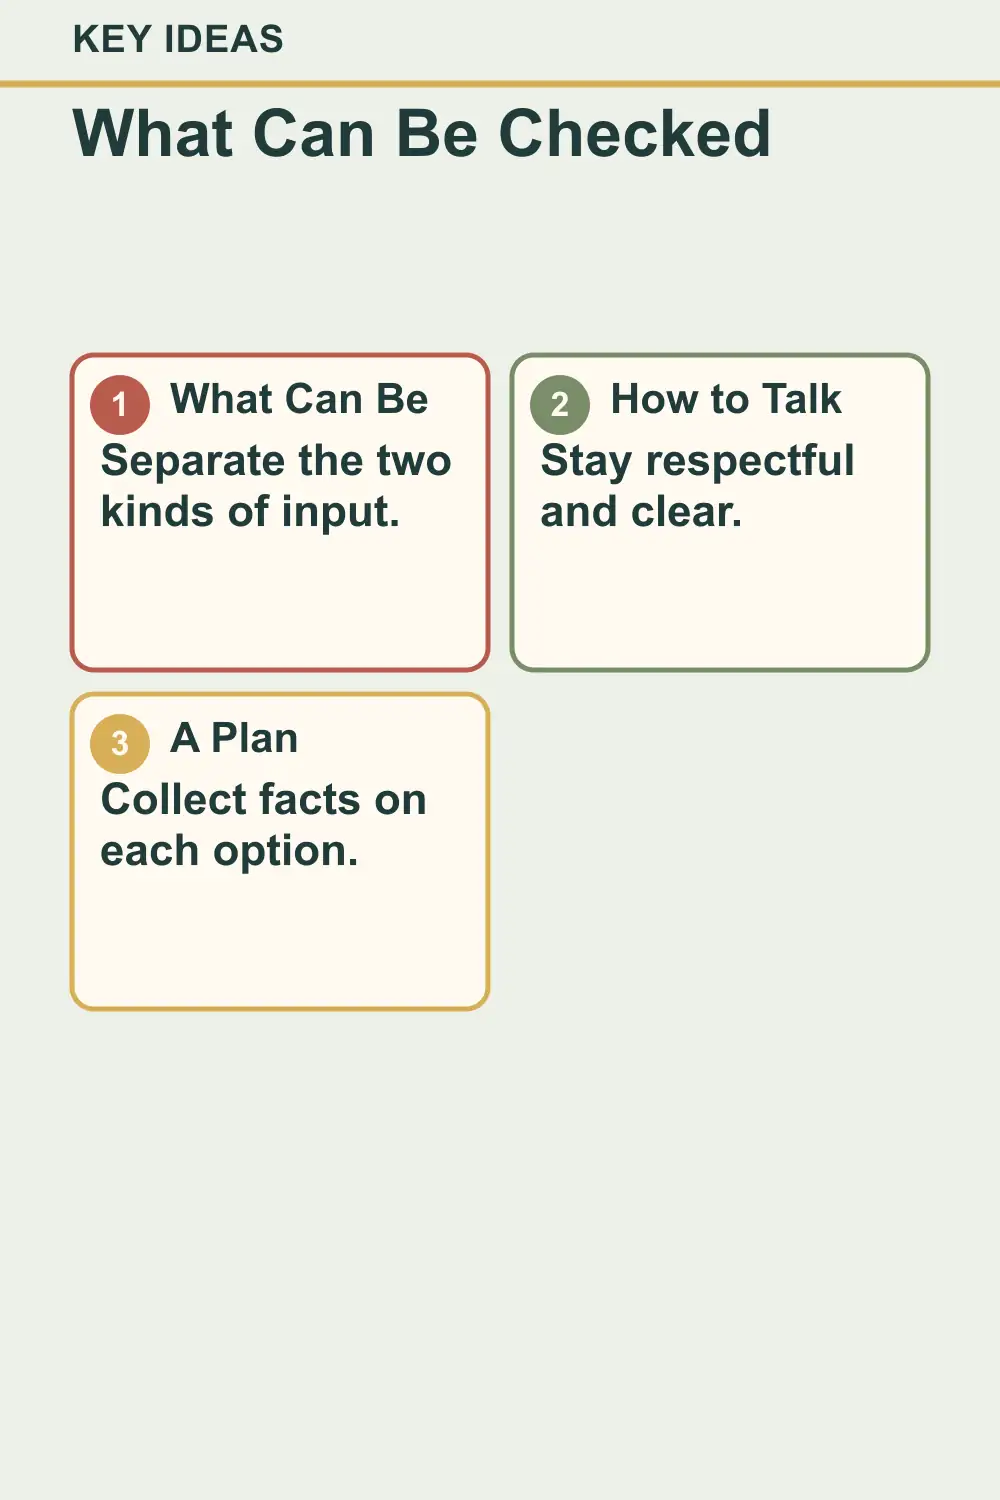 KEY IDEAS
What Can Be Checked
1 What Can Be
Separate the two
kinds of input.
2 How to Talk
Stay respectful
and clear.
3 A Plan
Collect facts on
each option.